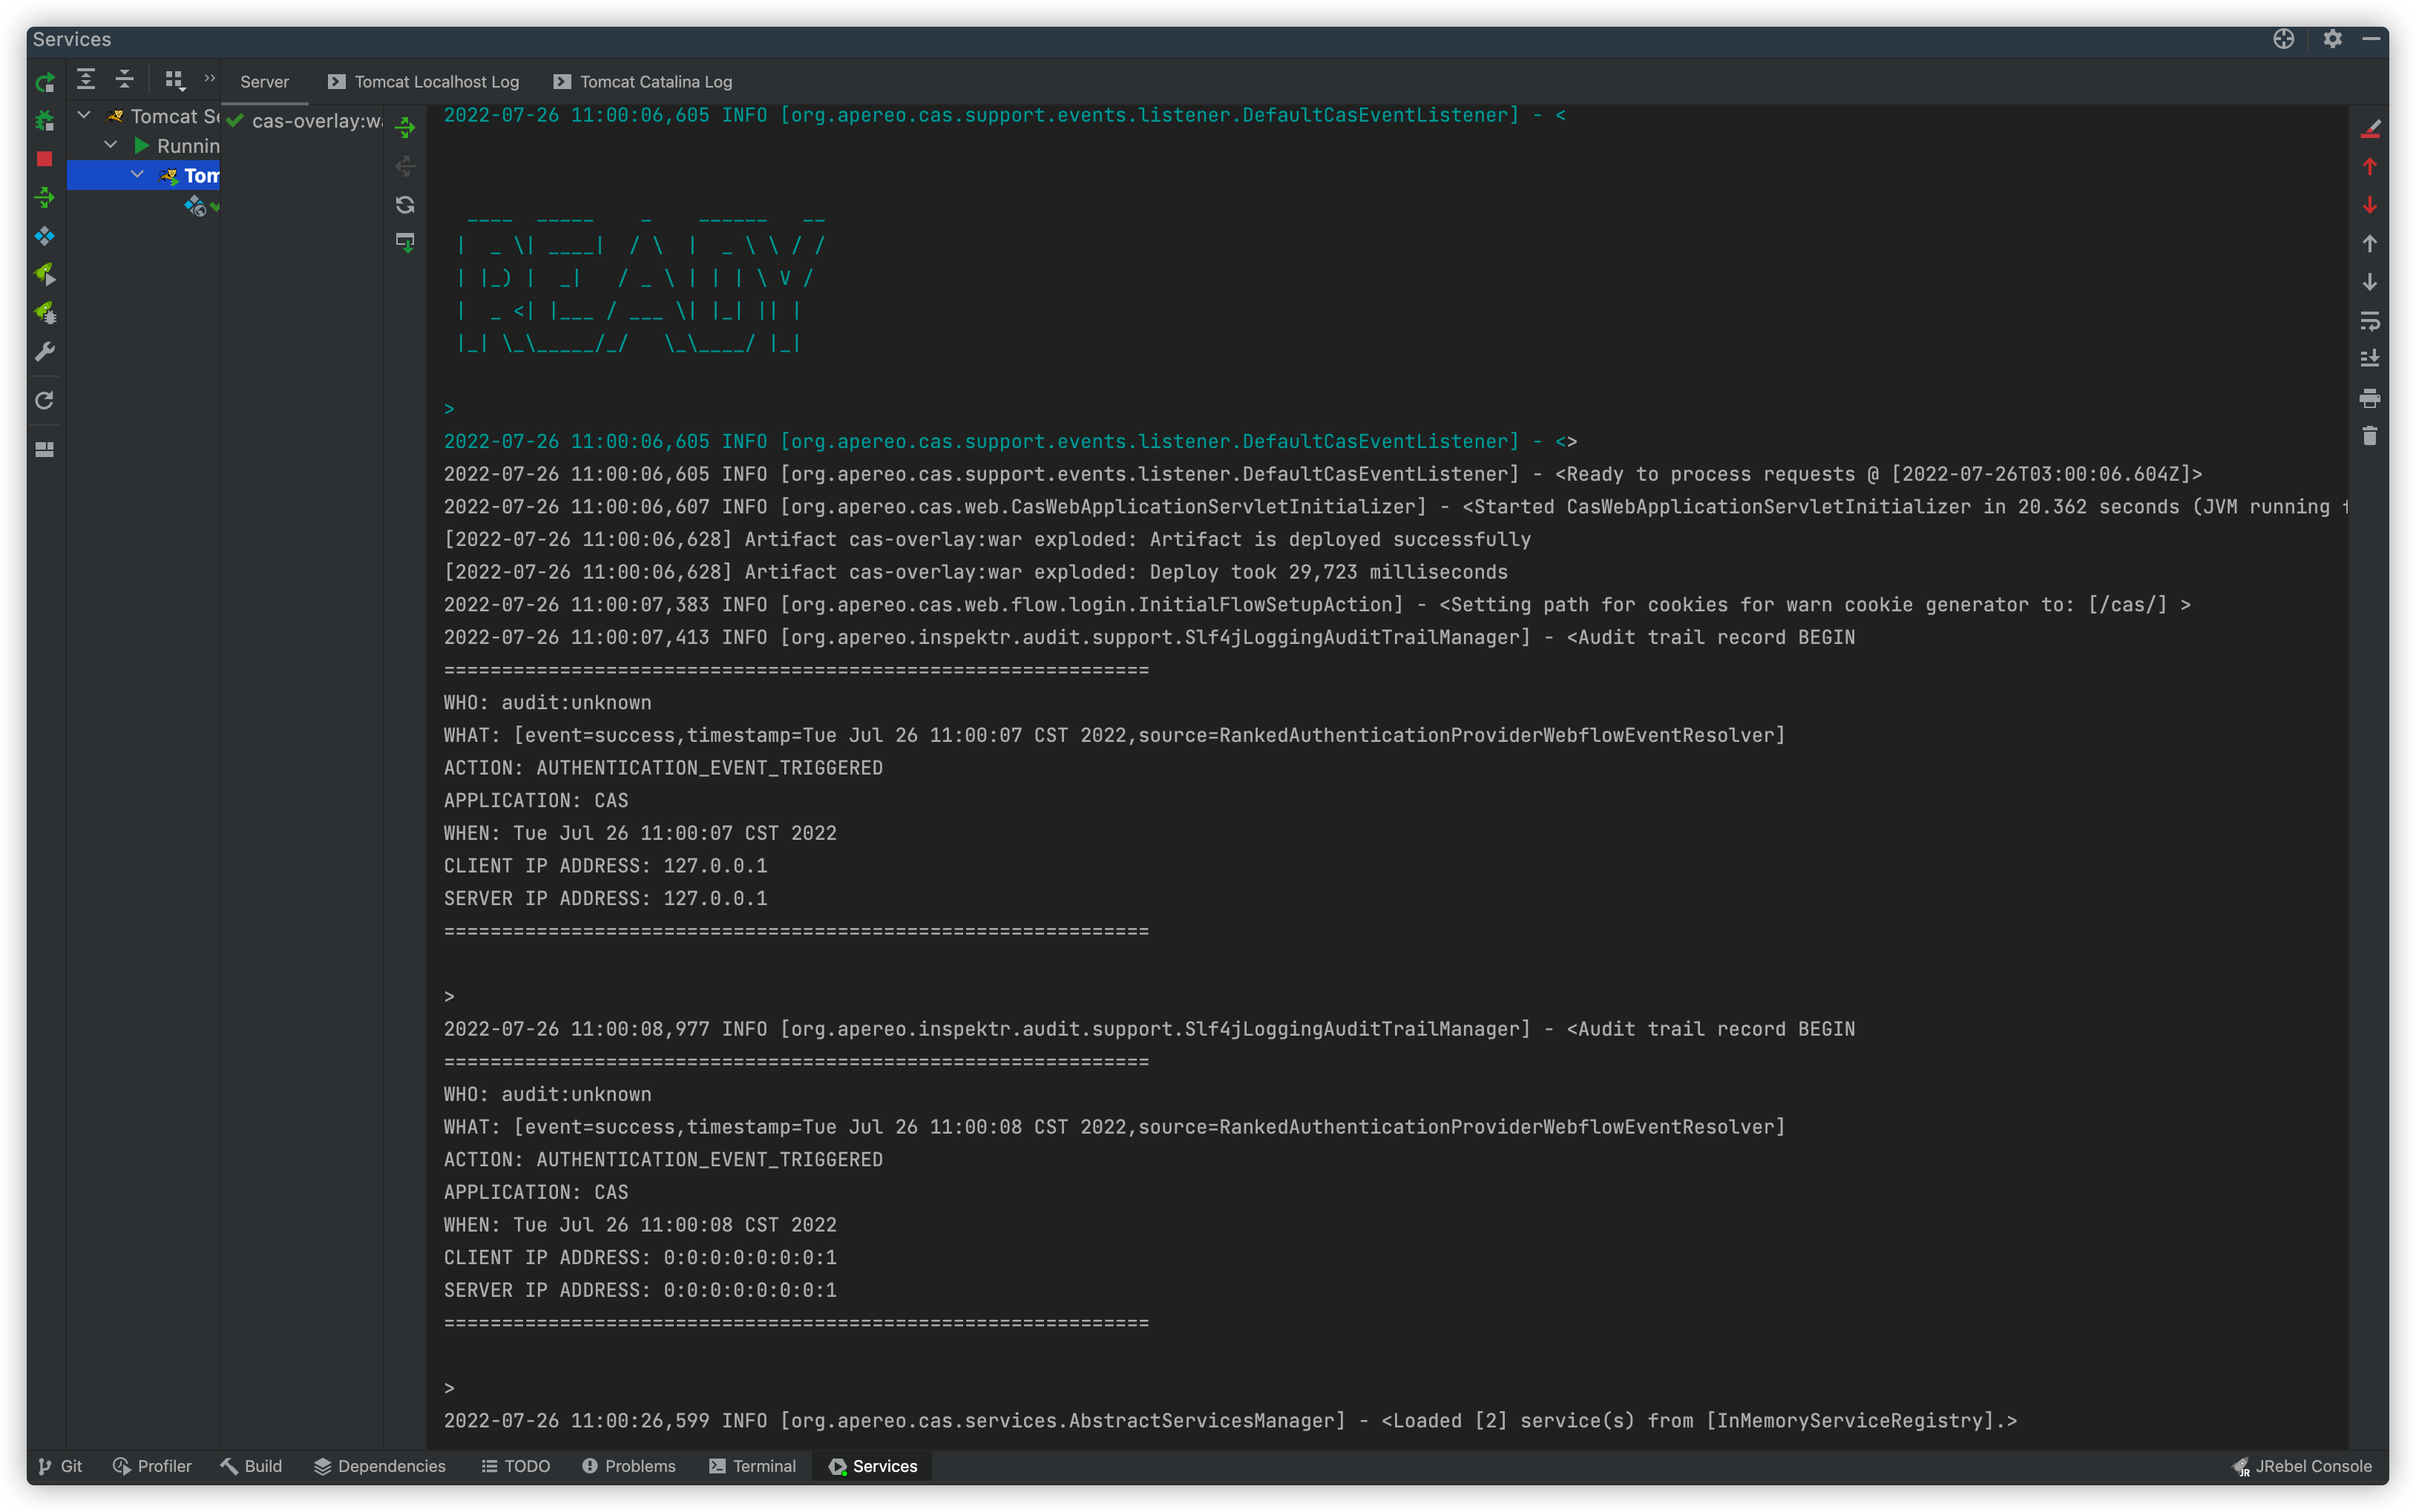 Services
Server
Tomcat Localhost Log
Tomcat Catalina Log
Tomcat Se
cas-overlay:wa
Runnin
Tom
2022-07-26 11:00:06,605 INFO [org.apereo.cas.support.events.listener.DefaultCasEventListener] - <
  ____  _____    _    ______   __
 |  _ \| ____|  / \  |  _ \ \ / /
 | |_) |  _|   / _ \ | | | \ V /
 |  _ <| |___ / ___ \| |_| || |
 |_| \_\_____/_/   \_\____/ |_|
>
2022-07-26 11:00:06,605 INFO [org.apereo.cas.support.events.listener.DefaultCasEventListener] - <>
2022-07-26 11:00:06,605 INFO [org.apereo.cas.support.events.listener.DefaultCasEventListener] - <Ready to process requests @ [2022-07-26T03:00:06.604Z]>
2022-07-26 11:00:06,607 INFO [org.apereo.cas.web.CasWebApplicationServletInitializer] - <Started CasWebApplicationServletInitializer in 20.362 seconds (JVM running f
[2022-07-26 11:00:06,628] Artifact cas-overlay:war exploded: Artifact is deployed successfully
[2022-07-26 11:00:06,628] Artifact cas-overlay:war exploded: Deploy took 29,723 milliseconds
2022-07-26 11:00:07,383 INFO [org.apereo.cas.web.flow.login.InitialFlowSetupAction] - <Setting path for cookies for warn cookie generator to: [/cas/] >
2022-07-26 11:00:07,413 INFO [org.apereo.inspektr.audit.support.Slf4jLoggingAuditTrailManager] - <Audit trail record BEGIN
=============================================================
WHO: audit:unknown
WHAT: [event=success,timestamp=Tue Jul 26 11:00:07 CST 2022,source=RankedAuthenticationProviderWebflowEventResolver]
ACTION: AUTHENTICATION_EVENT_TRIGGERED
APPLICATION: CAS
WHEN: Tue Jul 26 11:00:07 CST 2022
CLIENT IP ADDRESS: 127.0.0.1
SERVER IP ADDRESS: 127.0.0.1
=============================================================
>
2022-07-26 11:00:08,977 INFO [org.apereo.inspektr.audit.support.Slf4jLoggingAuditTrailManager] - <Audit trail record BEGIN
=============================================================
WHO: audit:unknown
WHAT: [event=success,timestamp=Tue Jul 26 11:00:08 CST 2022,source=RankedAuthenticationProviderWebflowEventResolver]
ACTION: AUTHENTICATION_EVENT_TRIGGERED
APPLICATION: CAS
WHEN: Tue Jul 26 11:00:08 CST 2022
CLIENT IP ADDRESS: 0:0:0:0:0:0:0:1
SERVER IP ADDRESS: 0:0:0:0:0:0:0:1
=============================================================
>
2022-07-26 11:00:26,599 INFO [org.apereo.cas.services.AbstractServicesManager] - <Loaded [2] service(s) from [InMemoryServiceRegistry].>
Git
Profiler
Build
Dependencies
TODO
Problems
Terminal
Services
JRebel Console